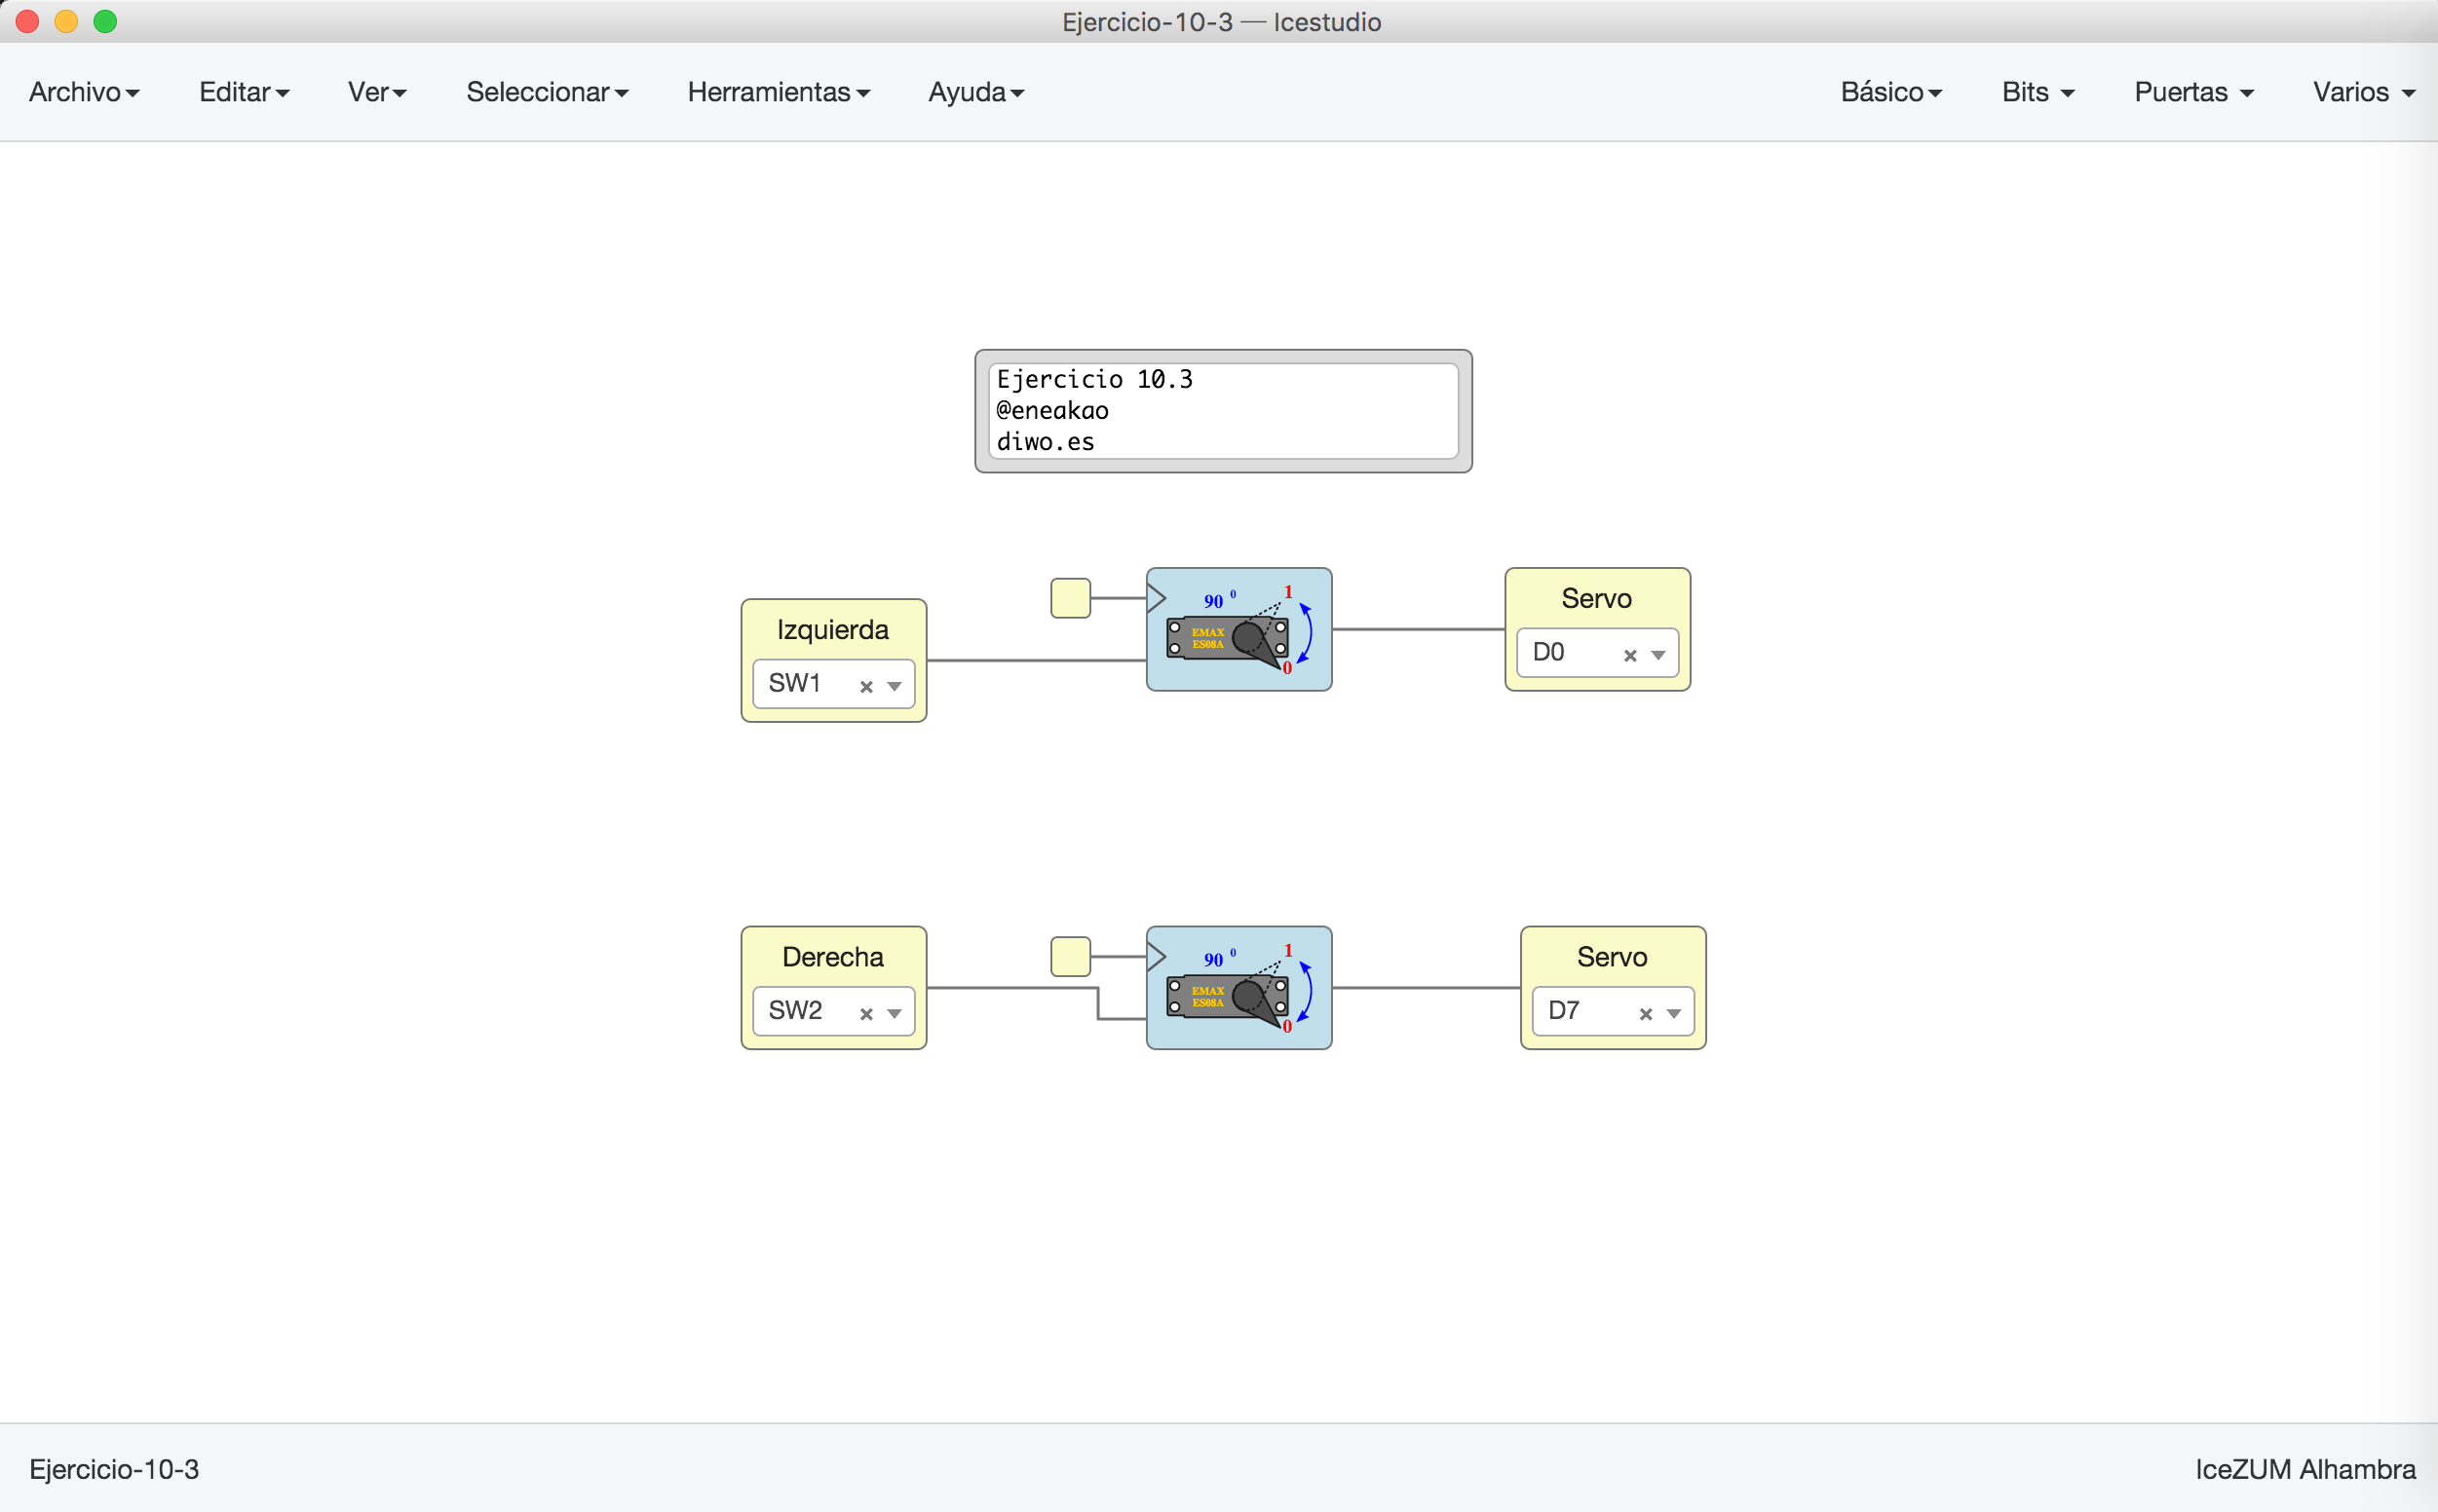 Ejercicio-10-3 — Icestudio
Archivo Editar Ver Seleccionar Herramientas Ayuda Básico Bits Puertas Varios
Ejercicio 10.3
@eneakao
diwo.es
Izquierda
SW1
90 0
1
EMAX
ES08A
0
Servo
D0
Derecha
SW2
90 0
1
EMAX
ES08A
0
Servo
D7
Ejercicio-10-3
IceZUM Alhambra